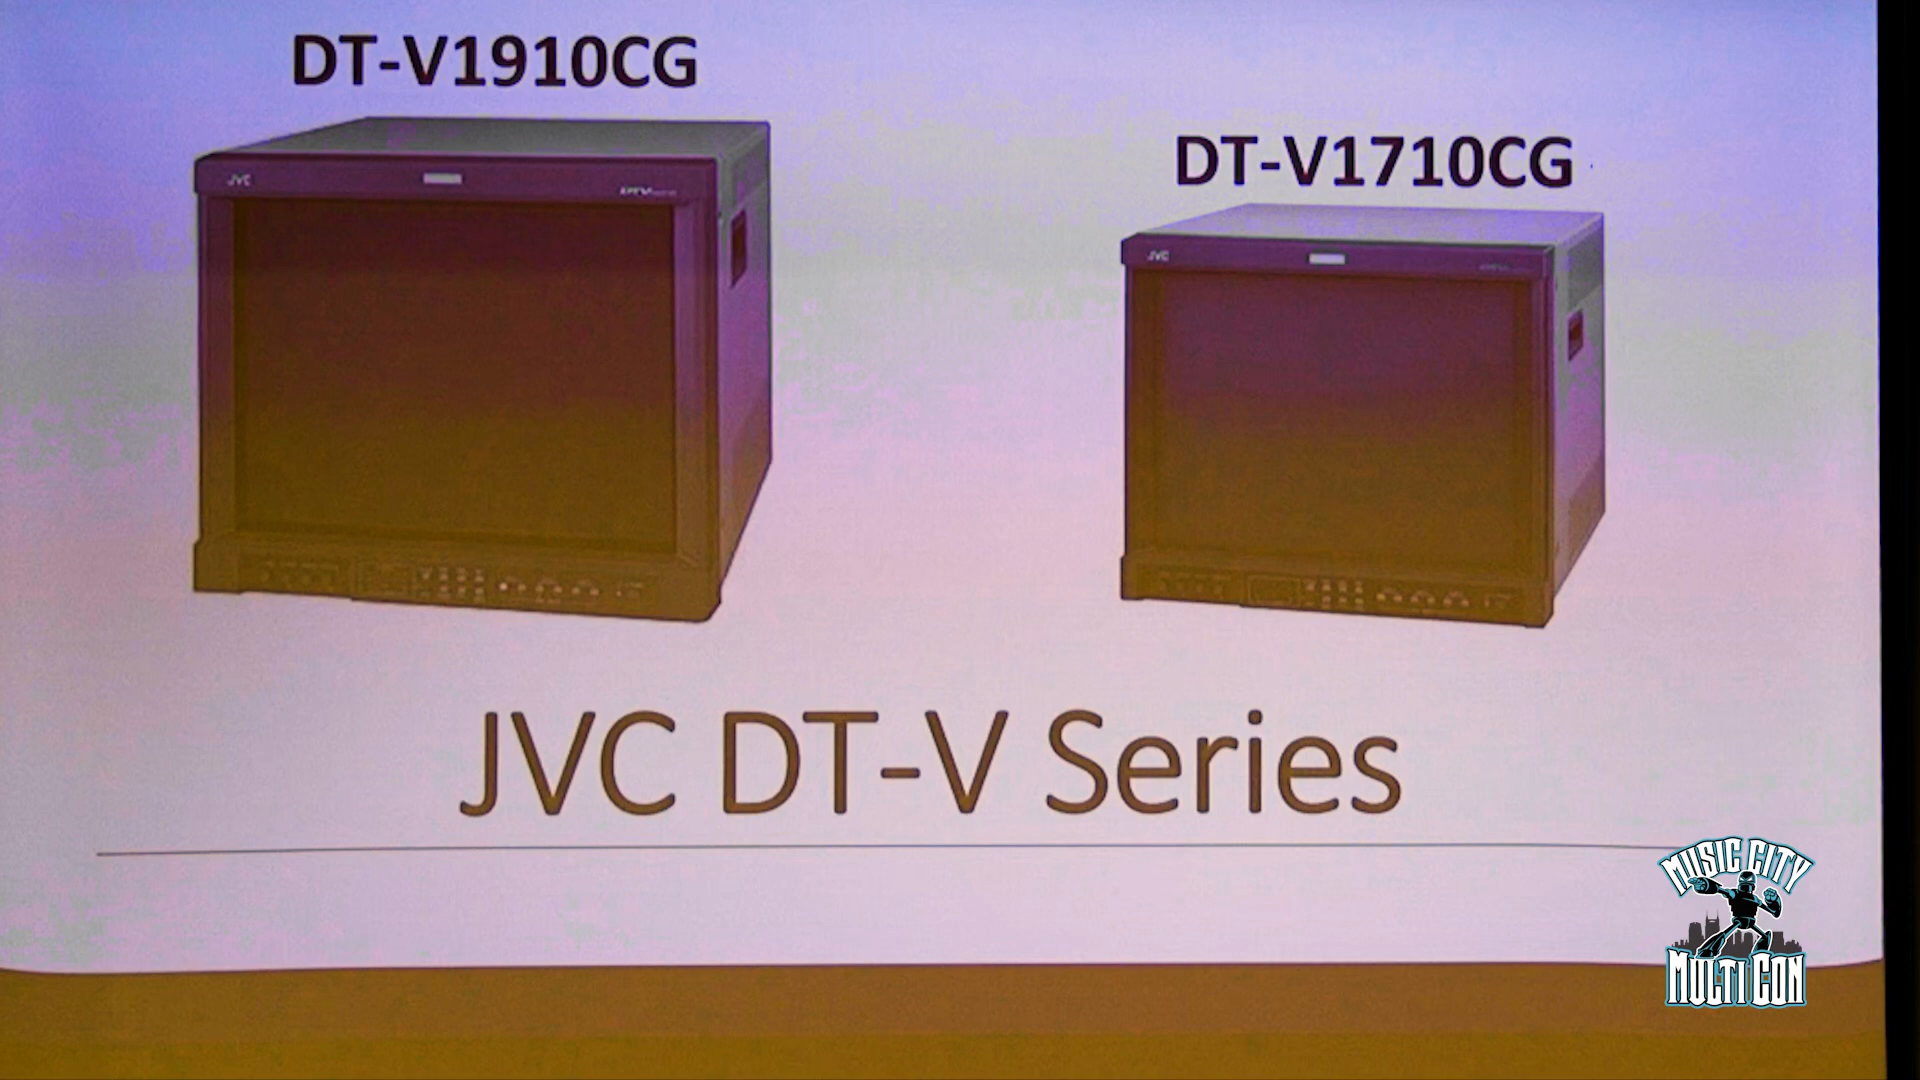 DT-V1910CG
DT-V1710CG
JVC
JVC
JVC DT-V Series
MUSIC CITY
MULTI CON